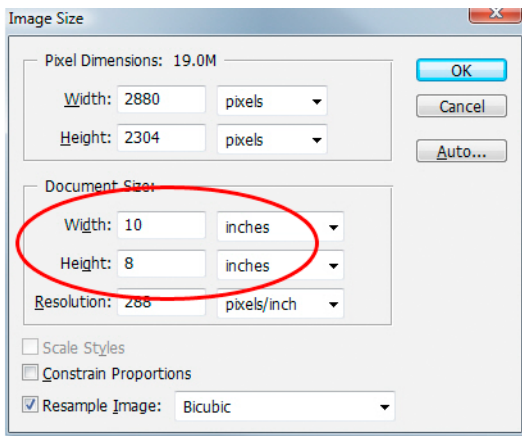 Image Size
Pixel Dimensions: 19.0M
OK
Width: 2880 pixels
Cancel
Height: 2304 pixels
Auto...
Document Size:
Width: 10 inches
Height: 8 inches
Resolution: 288 pixels/inch
Scale Styles
Constrain Proportions
Resample Image: Bicubic